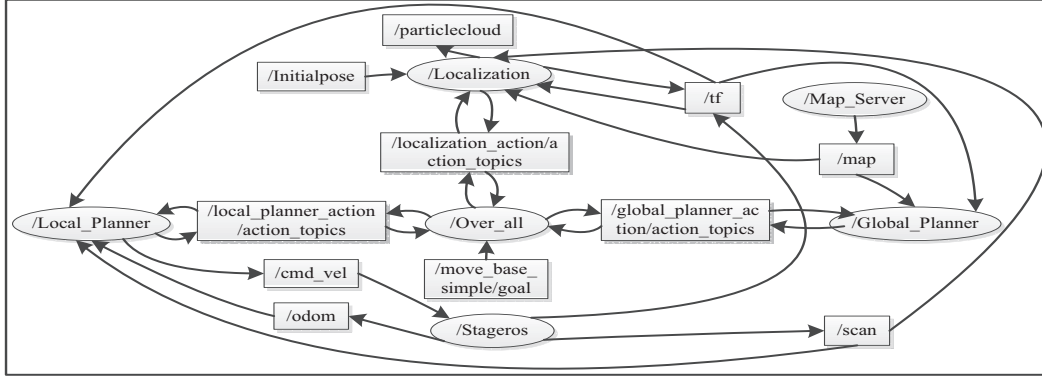 /particlecloud
/Initialpose
/Localization
/tf
/Map_Server
/localization_action/a
ction_topics
/map
/Local_Planner
/local_planner_action
/action_topics
/Over_all
/global_planner_ac
tion/action_topics
/Global_Planner
/cmd_vel
/move_base_
simple/goal
/odom
/Stageros
/scan